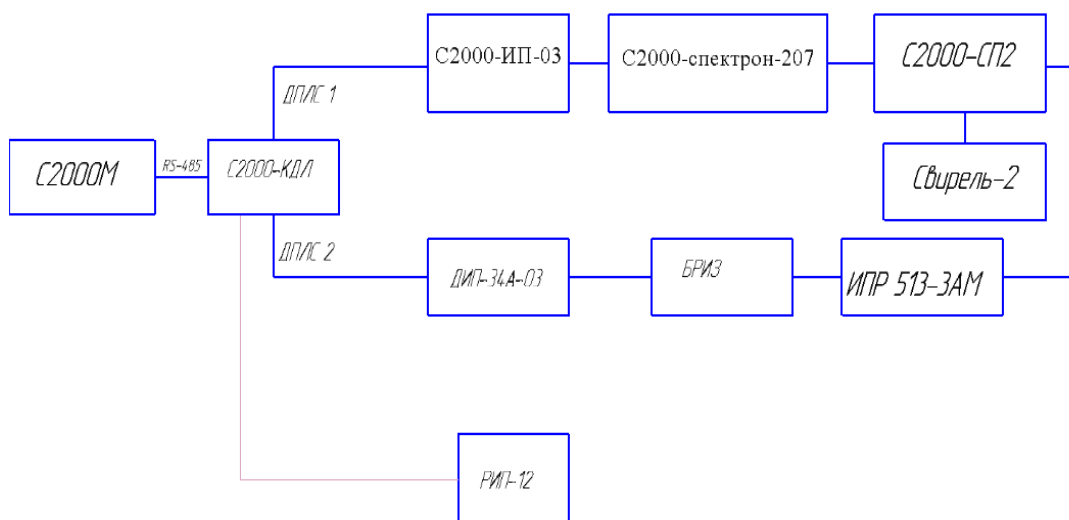 С2000-ИП-03
С2000-спектрон-207
С2000-СП2
ДПЛС 1
С2000М
RS-485
С2000-КДЛ
Свирель-2
ДПЛС 2
ДИП-34А-03
БРИЗ
ИПР 513-3АМ
РИП-12